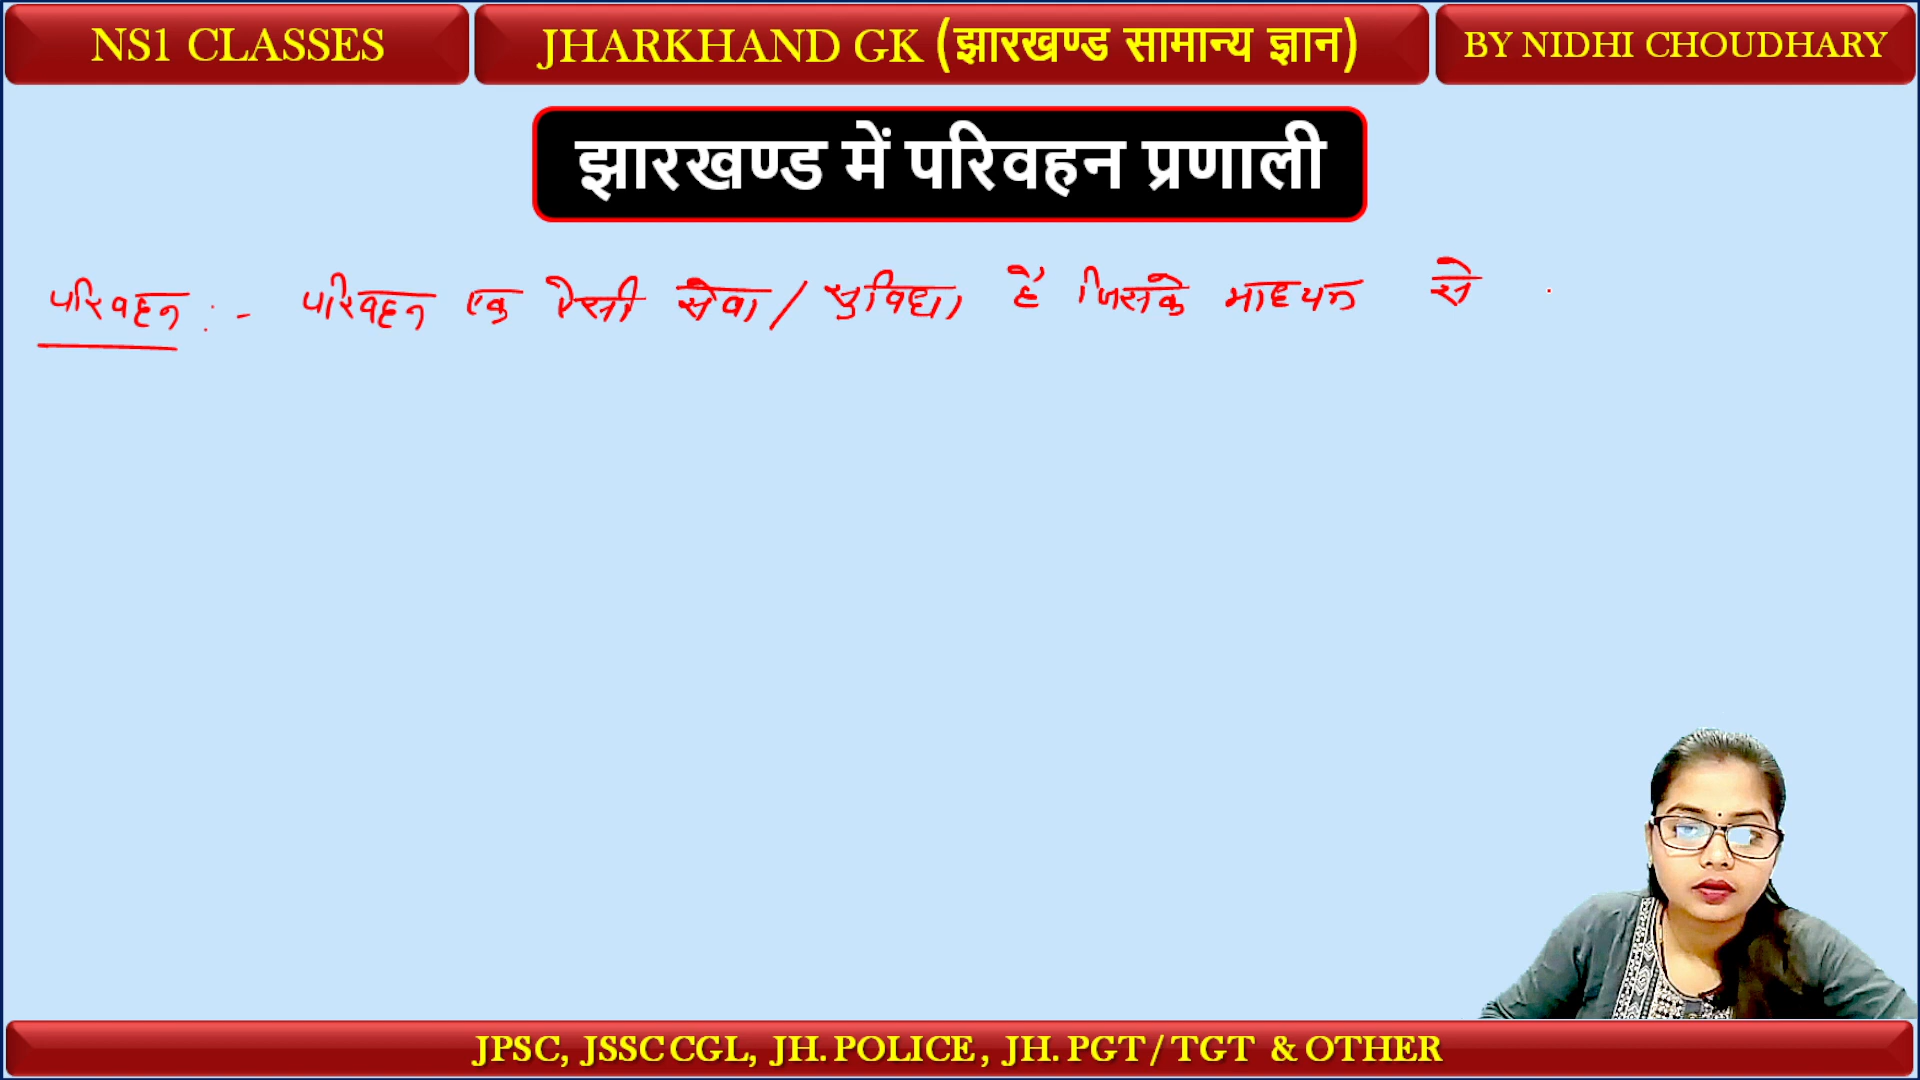 NS1 CLASSES
JHARKHAND GK (झारखण्ड सामान्य ज्ञान)
BY NIDHI CHOUDHARY
झारखण्ड में परिवहन प्रणाली
परिवहन :- परिवहन एक ऐसी सेवा / सुविधा है जिसके माध्यम से
JPSC, JSSC CGL, JH. POLICE, JH. PGT / TGT & OTHER